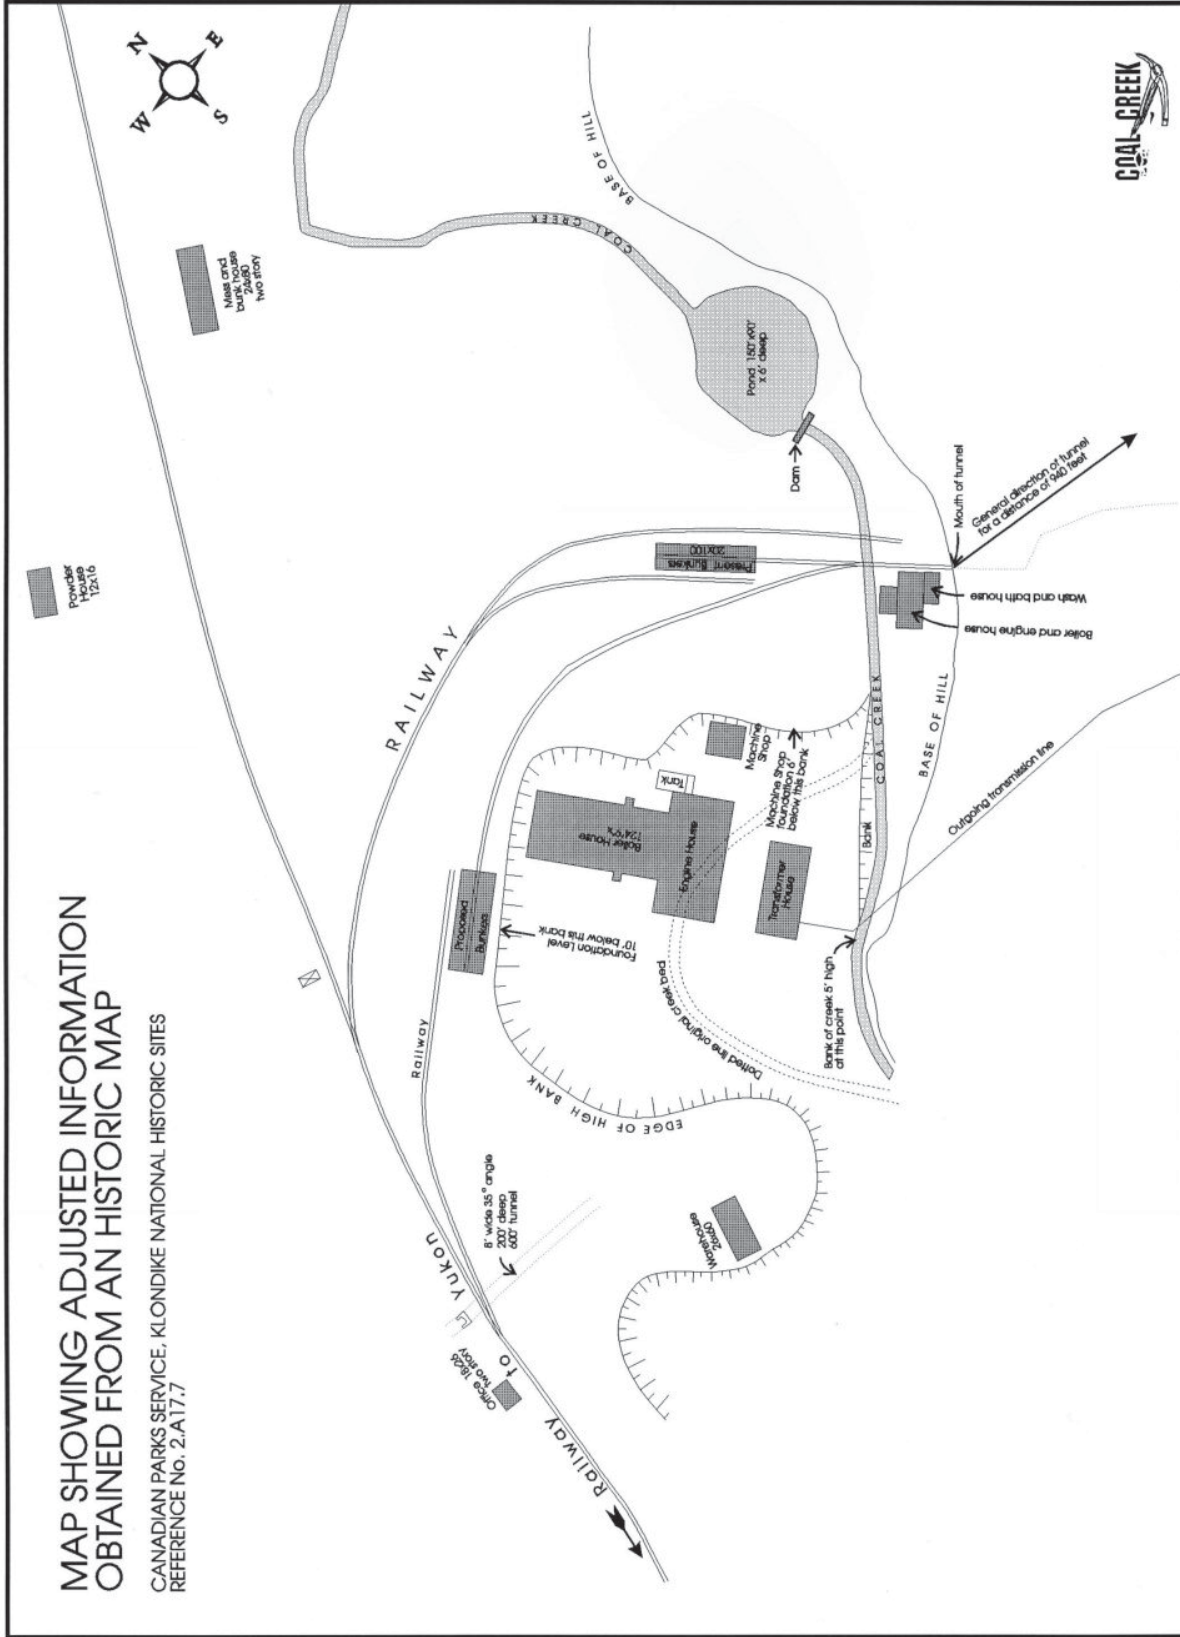 MAP SHOWING ADJUSTED INFORMATION
OBTAINED FROM AN HISTORIC MAP
CANADIAN PARKS SERVICE, KLONDIKE NATIONAL HISTORIC SITES
REFERENCE No. 2.A17.7
N
E
S
W
Powder
House
12x16
Mess and
bunk house
24x80
two story
COAL CREEK
BASE OF HILL
Pond 150'x90'
x 6' deep
Dam
RAILWAY
Present Bunkers
20x100
Mouth of tunnel
General direction of tunnel
for a distance of 940 feet
Wash and bath house
Boiler and engine house
Proposed
Bunkea
Foundation Level
10' below this bank
Boiler House
Engine House
Tank
Machine
Shop
Machine Shop
foundation 6'
below this bank
Transformer
House
Bank
COAL CREEK
BASE OF HILL
Outgoing transmission line
Bank of creek 5' high
at this point
Dotted line original creek bed
EDGE OF HIGH BANK
Railway
8' wide 35° angle
200' deep
600' tunnel
Warehouse
26x60
Office 18x26
two story
Railway to Yukon
COAL CREEK